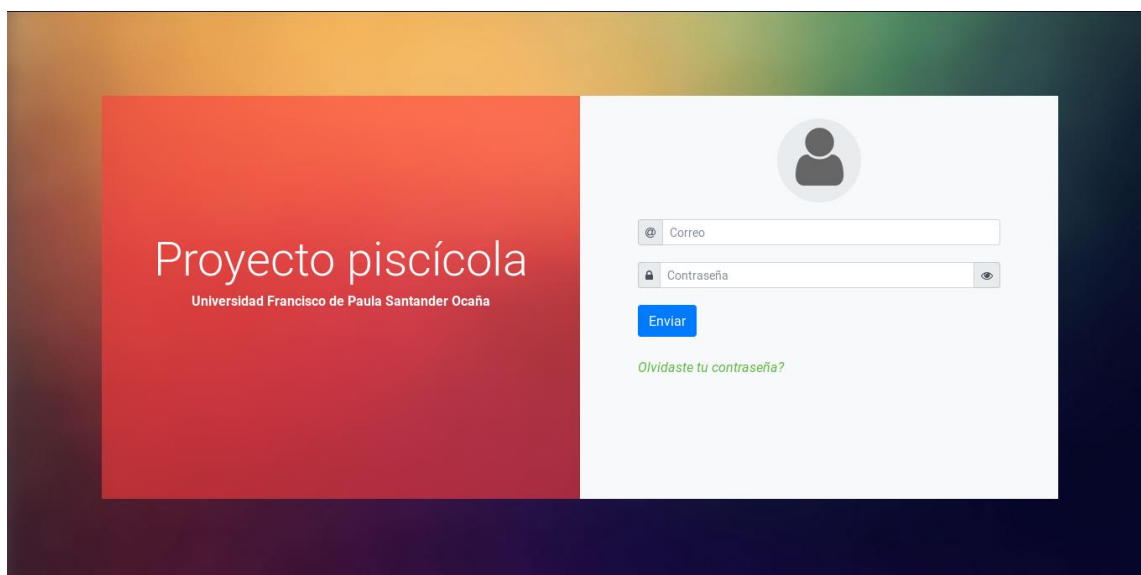 Proyecto piscícola
Universidad Francisco de Paula Santander Ocaña
@ Correo
Contraseña
Enviar
Olvidaste tu contraseña?